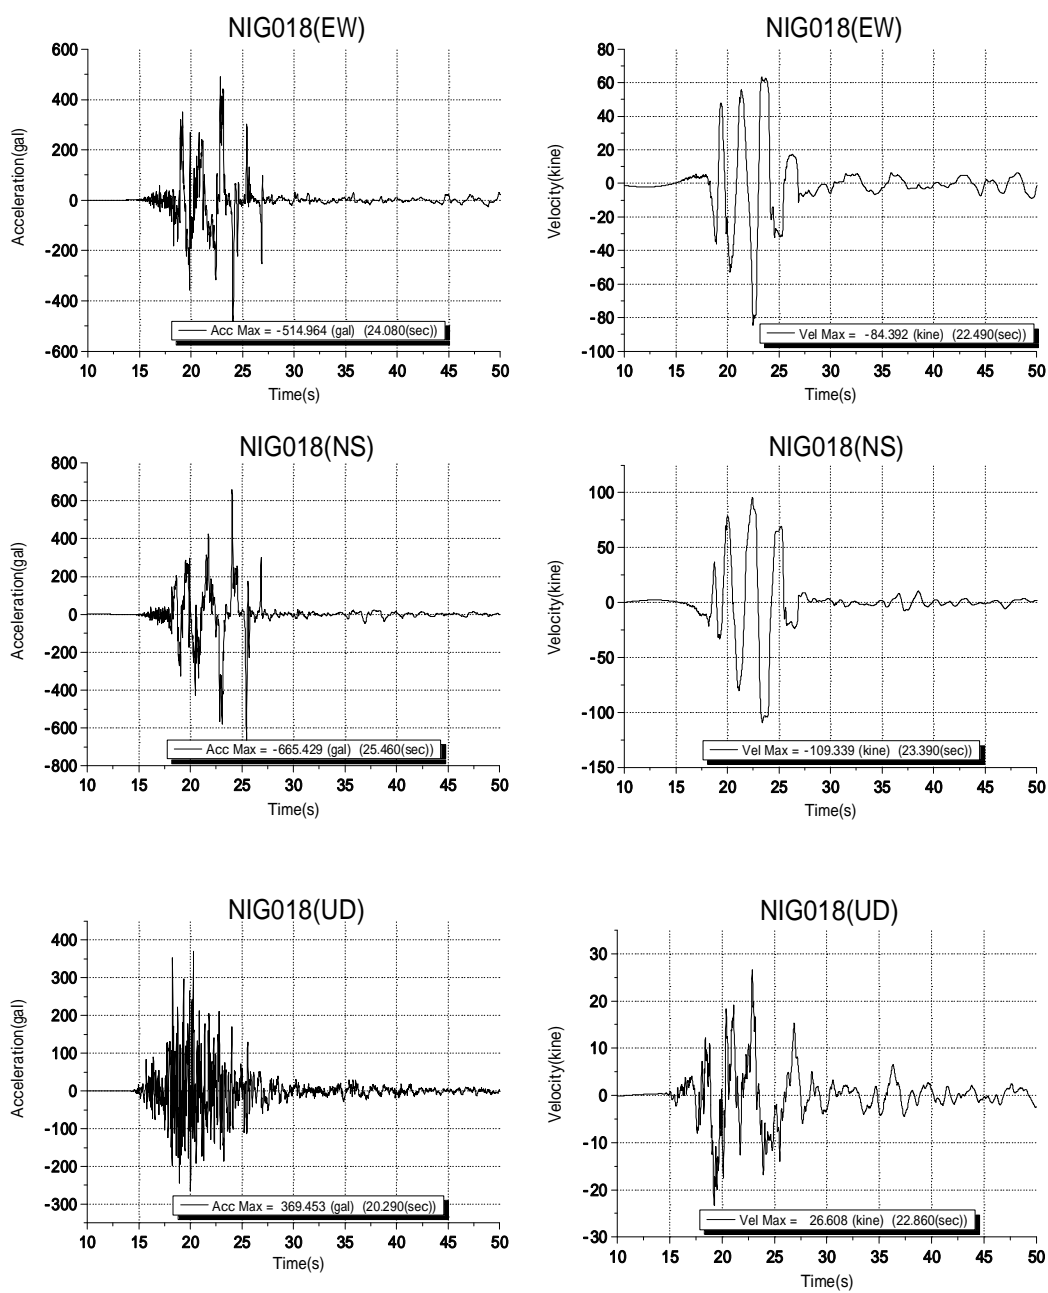 NIG018(EW)
600
400
200
0
-200
-400
-600
Acceleration(gal)
Acc Max = -514.964 (gal) (24.080(sec))
10 15 20 25 30 35 40 45 50
Time(s)
NIG018(EW)
80
60
40
20
0
-20
-40
-60
-80
-100
Velocity(kine)
Vel Max = -84.392 (kine) (22.490(sec))
10 15 20 25 30 35 40 45 50
Time(s)
NIG018(NS)
800
600
400
200
0
-200
-400
-600
-800
Acceleration(gal)
Acc Max = -665.429 (gal) (25.460(sec))
10 15 20 25 30 35 40 45 50
Time(s)
NIG018(NS)
100
50
0
-50
-100
-150
Velocity(kine)
Vel Max = -109.339 (kine) (23.390(sec))
10 15 20 25 30 35 40 45 50
Time(s)
NIG018(UD)
400
300
200
100
0
-100
-200
-300
Acceleration(gal)
Acc Max = 369.453 (gal) (20.290(sec))
10 15 20 25 30 35 40 45 50
Time(s)
NIG018(UD)
30
20
10
0
-10
-20
-30
Velocity(kine)
Vel Max = 26.608 (kine) (22.860(sec))
10 15 20 25 30 35 40 45 50
Time(s)